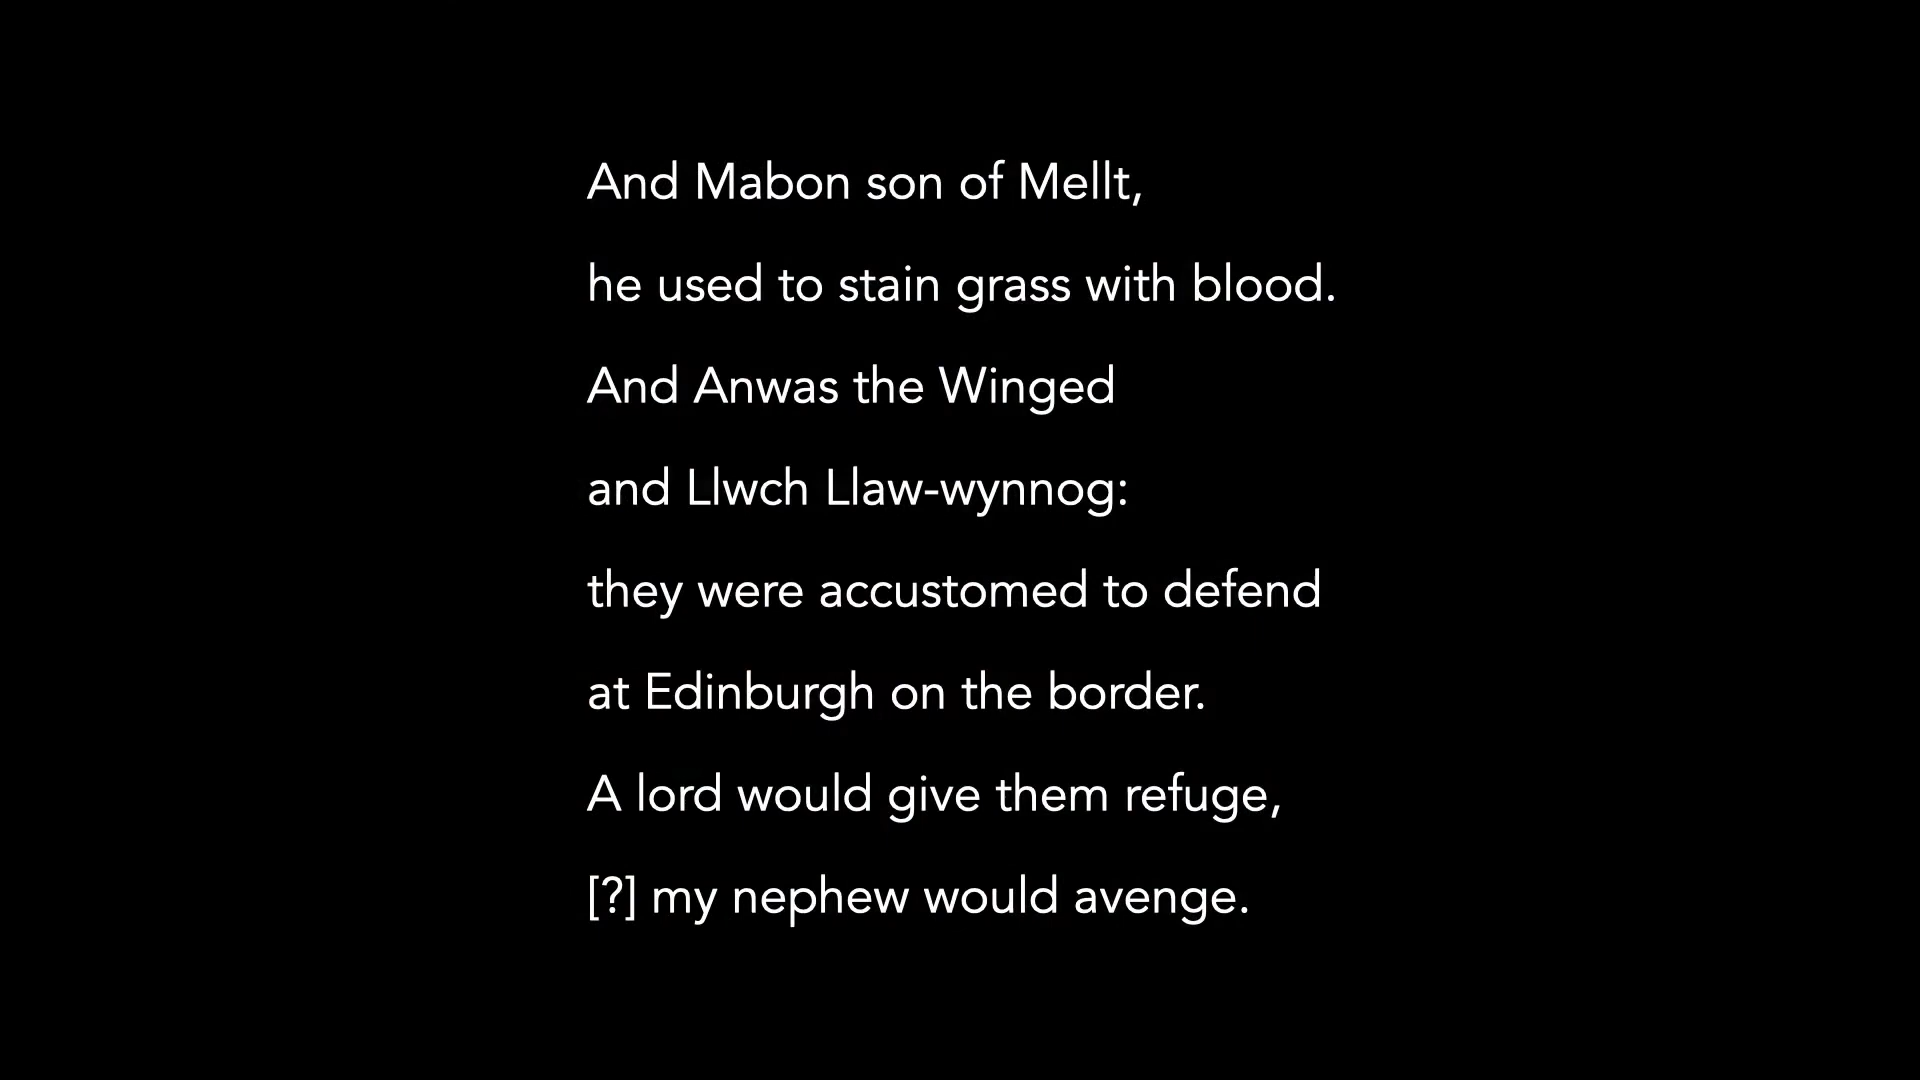 And Mabon son of Mellt,
he used to stain grass with blood.
And Anwas the Winged
and Llwch Llaw-wynnog:
they were accustomed to defend
at Edinburgh on the border.
A lord would give them refuge,
[?] my nephew would avenge.